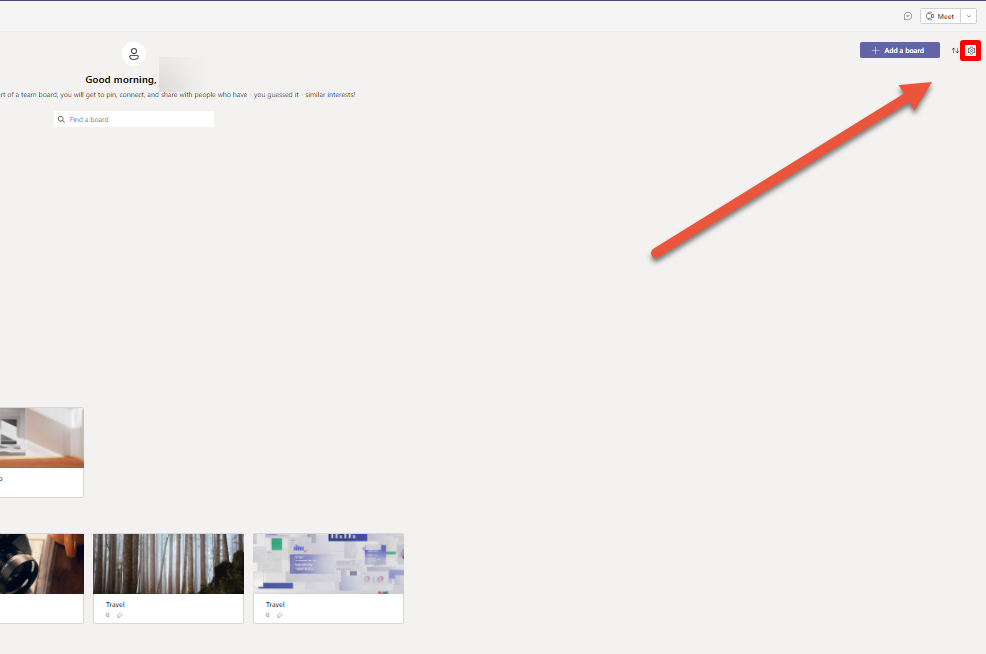 Meet
Add a board
Good morning,
rt of a team board, you will get to pin, connect, and share with people who have - you guessed it - similar interests!
Find a board
Travel
0
Travel
0